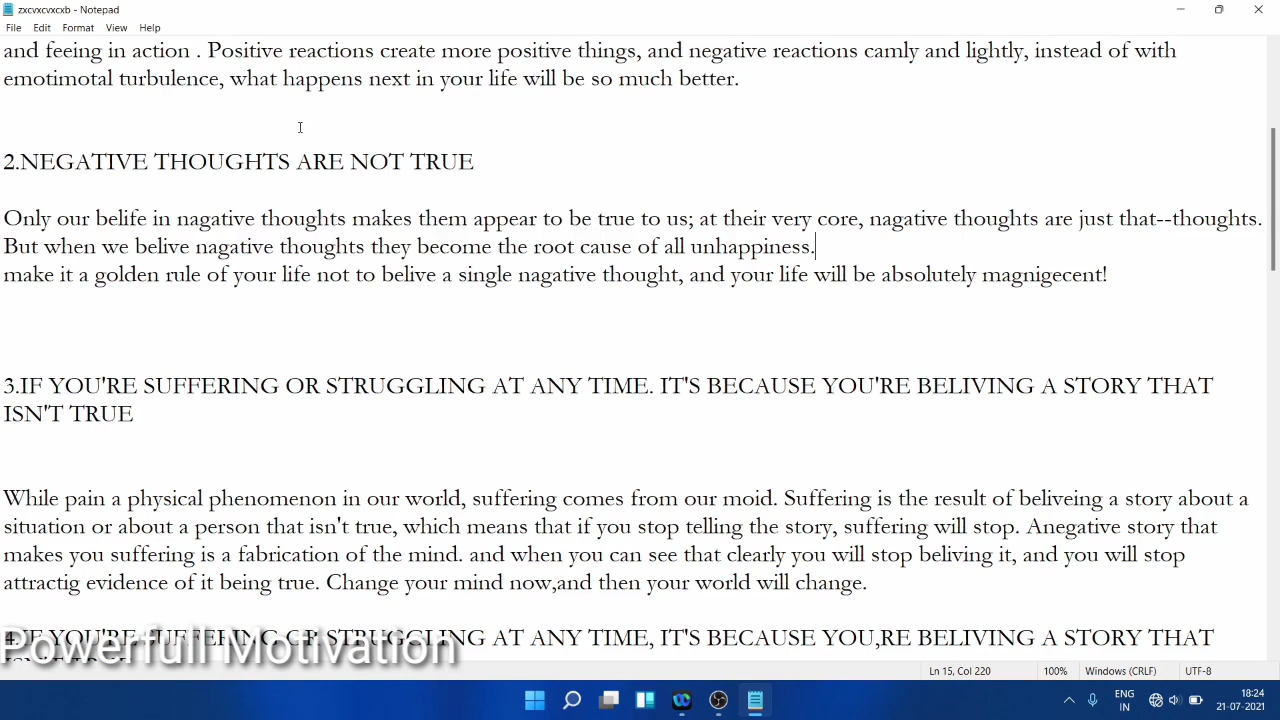 zxcvxcvxcxb - Notepad
File Edit Format View Help
and feeing in action . Positive reactions create more positive things, and negative reactions camly and lightly, instead of with
emotimotal turbulence, what happens next in your life will be so much better.
2.NEGATIVE THOUGHTS ARE NOT TRUE
Only our belife in nagative thoughts makes them appear to be true to us; at their very core, nagative thoughts are just that--thoughts.
But when we belive nagative thoughts they become the root cause of all unhappiness.
make it a golden rule of your life not to belive a single nagative thought, and your life will be absolutely magnigecent!
3.IF YOU'RE SUFFERING OR STRUGGLING AT ANY TIME. IT'S BECAUSE YOU'RE BELIVING A STORY THAT
ISN'T TRUE
While pain a physical phenomenon in our world, suffering comes from our moid. Suffering is the result of beliveing a story about a
situation or about a person that isn't true, which means that if you stop telling the story, suffering will stop. Anegative story that
makes you suffering is a fabrication of the mind. and when you can see that clearly you will stop beliving it, and you will stop
attractig evidence of it being true. Change your mind now,and then your world will change.
4.IF YOU'RE SUFFERING OR STRUGGLING AT ANY TIME, IT'S BECAUSE YOU,RE BELIVING A STORY THAT
Powerfull Motivation
Ln 15, Col 220 100% Windows (CRLF) UTF-8
ENG
IN
18:24
21-07-2021